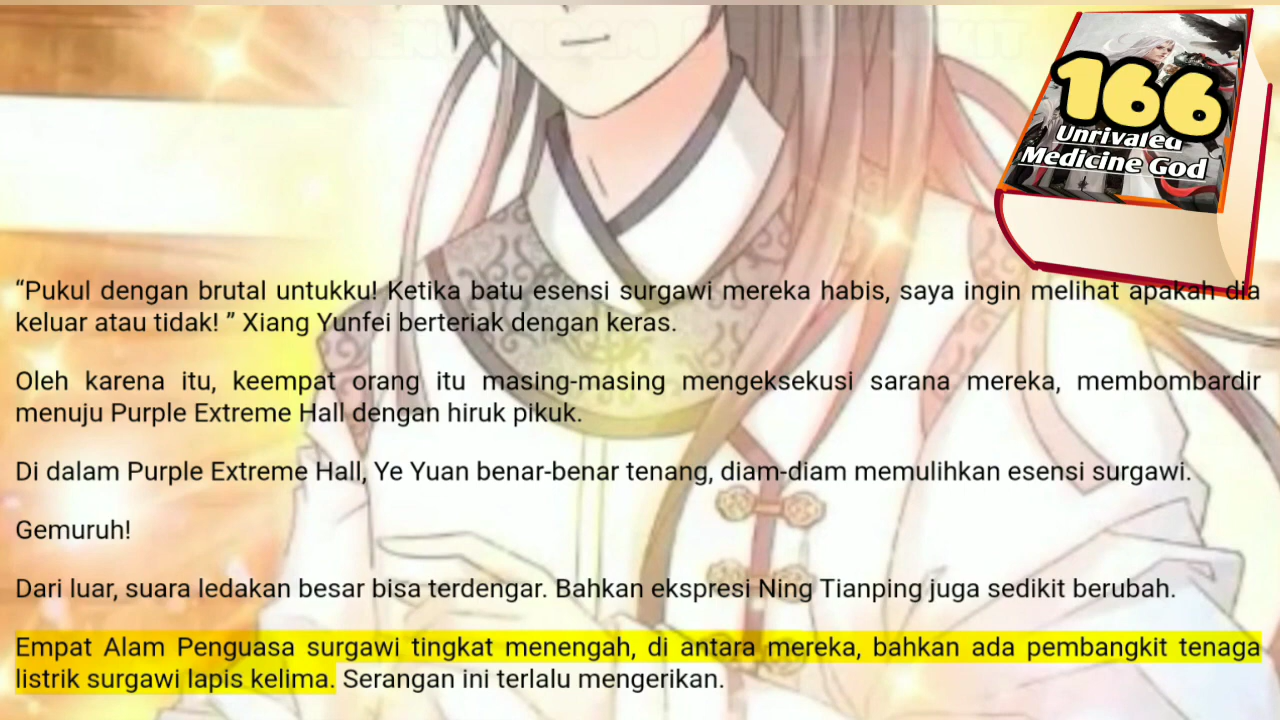 166
Unrivaled
Medicine God
“Pukul dengan brutal untukku! Ketika batu esensi surgawi mereka habis, saya ingin melihat apakah dia
keluar atau tidak! ” Xiang Yunfei berteriak dengan keras.
Oleh karena itu, keempat orang itu masing-masing mengeksekusi sarana mereka, membombardir
menuju Purple Extreme Hall dengan hiruk pikuk.
Di dalam Purple Extreme Hall, Ye Yuan benar-benar tenang, diam-diam memulihkan esensi surgawi.
Gemuruh!
Dari luar, suara ledakan besar bisa terdengar. Bahkan ekspresi Ning Tianping juga sedikit berubah.
Empat Alam Penguasa surgawi tingkat menengah, di antara mereka, bahkan ada pembangkit tenaga
listrik surgawi lapis kelima. Serangan ini terlalu mengerikan.